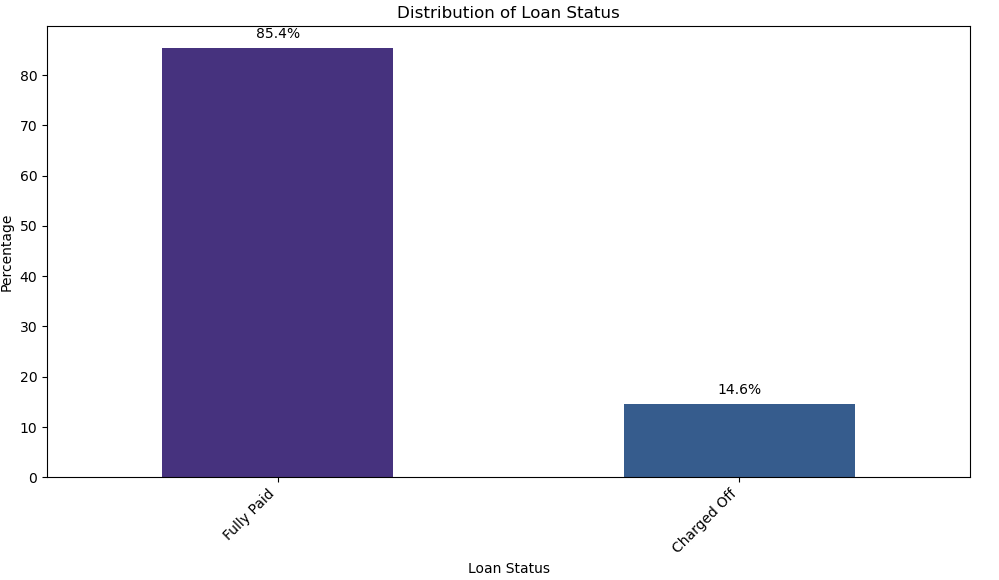 Distribution of Loan Status
85.4%
14.6%
Percentage
80
70
60
50
40
30
20
10
0
Fully Paid
Charged Off
Loan Status